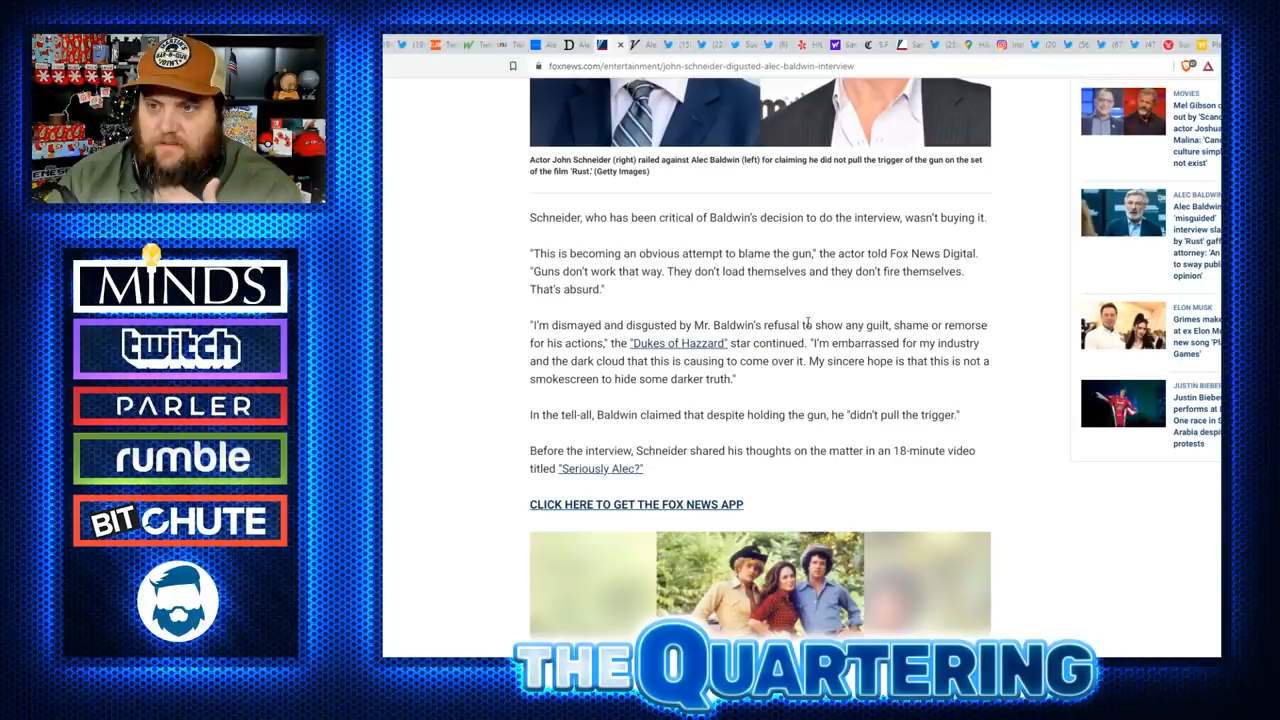 foxnews.com/entertainment/john-schneider-digusted-alec-baldwin-interview
Actor John Schneider (right) railed against Alec Baldwin (left) for claiming he did not pull the trigger of the gun on the set
of the film 'Rust.' (Getty Images)
Schneider, who has been critical of Baldwin's decision to do the interview, wasn't buying it.
"This is becoming an obvious attempt to blame the gun," the actor told Fox News Digital.
"Guns don't work that way. They don't load themselves and they don't fire themselves.
That's absurd."
"I'm dismayed and disgusted by Mr. Baldwin's refusal to show any guilt, shame or remorse
for his actions," the "Dukes of Hazzard" star continued. "I'm embarrassed for my industry
and the dark cloud that this is causing to come over it. My sincere hope is that this is not a
smokescreen to hide some darker truth."
In the tell-all, Baldwin claimed that despite holding the gun, he "didn't pull the trigger."
Before the interview, Schneider shared his thoughts on the matter in an 18-minute video
titled "Seriously Alec?"
CLICK HERE TO GET THE FOX NEWS APP
MOVIES
Mel Gibson
out by 'Scan
actor Joshua
Malina: 'Canc
culture simp
not exist'
ALEC BALDWIN
Alec Baldwin
'misguided'
interview sla
by 'Rust' gaff
attorney: 'An
to sway publ
opinion'
ELON MUSK
Grimes make
at ex Elon M
new song 'Pl
Games'
JUSTIN BIEBER
Justin Biebe
performs at
One race in S
Arabia despi
protests
MINDS
twitch
PARLER
rumble
BITCHUTE
THE QUARTERING